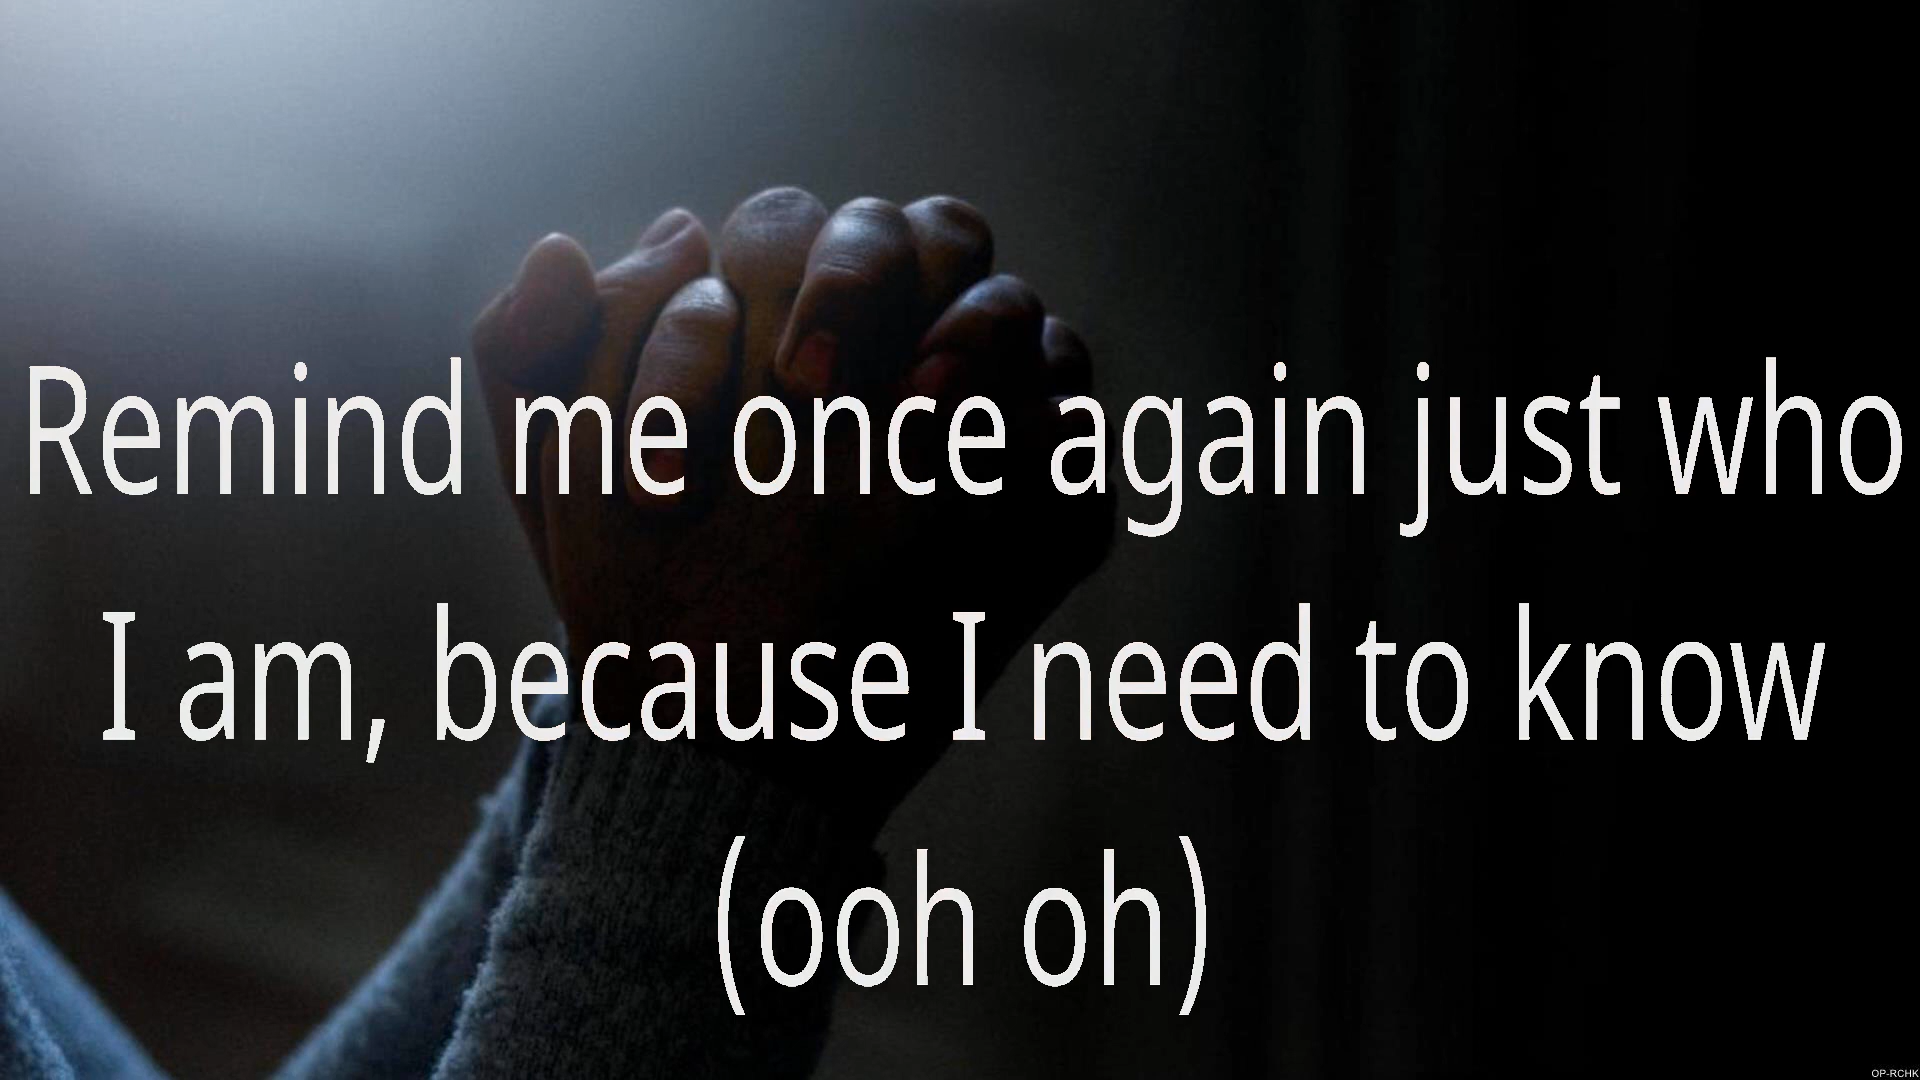 Remind me once again just who
I am, because I need to know
(ooh oh)
OP-RCHK